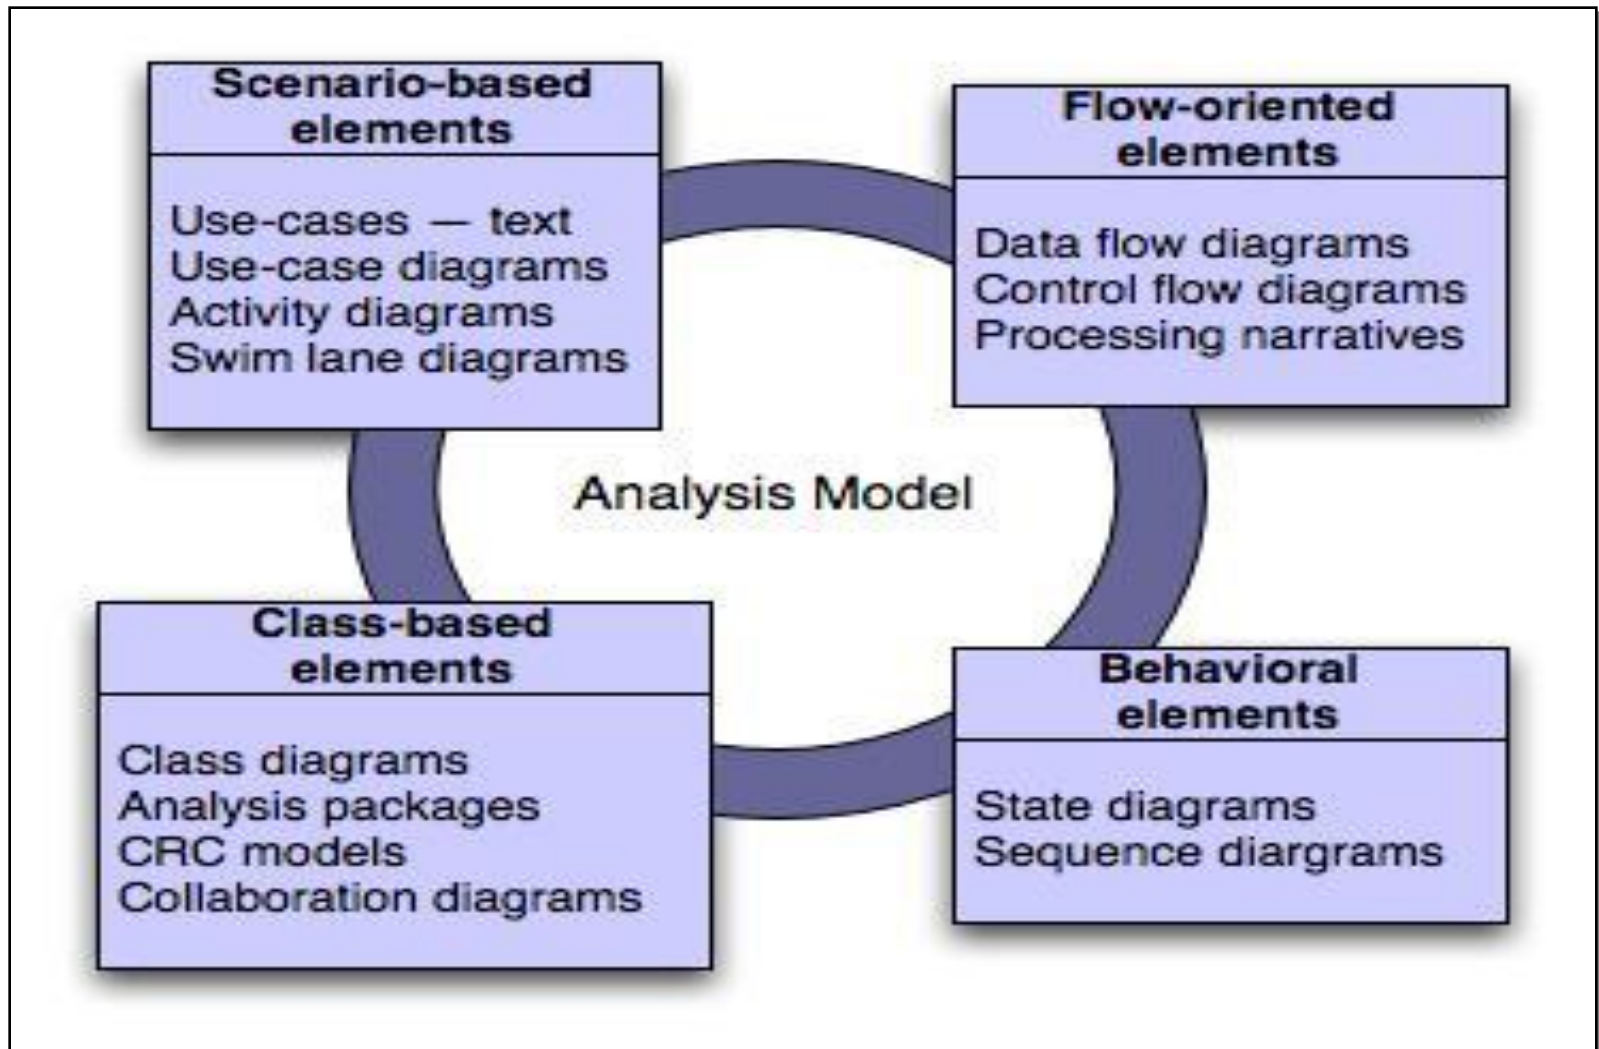 Scenario-based
elements
Use-cases — text
Use-case diagrams
Activity diagrams
Swim lane diagrams
Flow-oriented
elements
Data flow diagrams
Control flow diagrams
Processing narratives
Analysis Model
Class-based
elements
Class diagrams
Analysis packages
CRC models
Collaboration diagrams
Behavioral
elements
State diagrams
Sequence diargrams